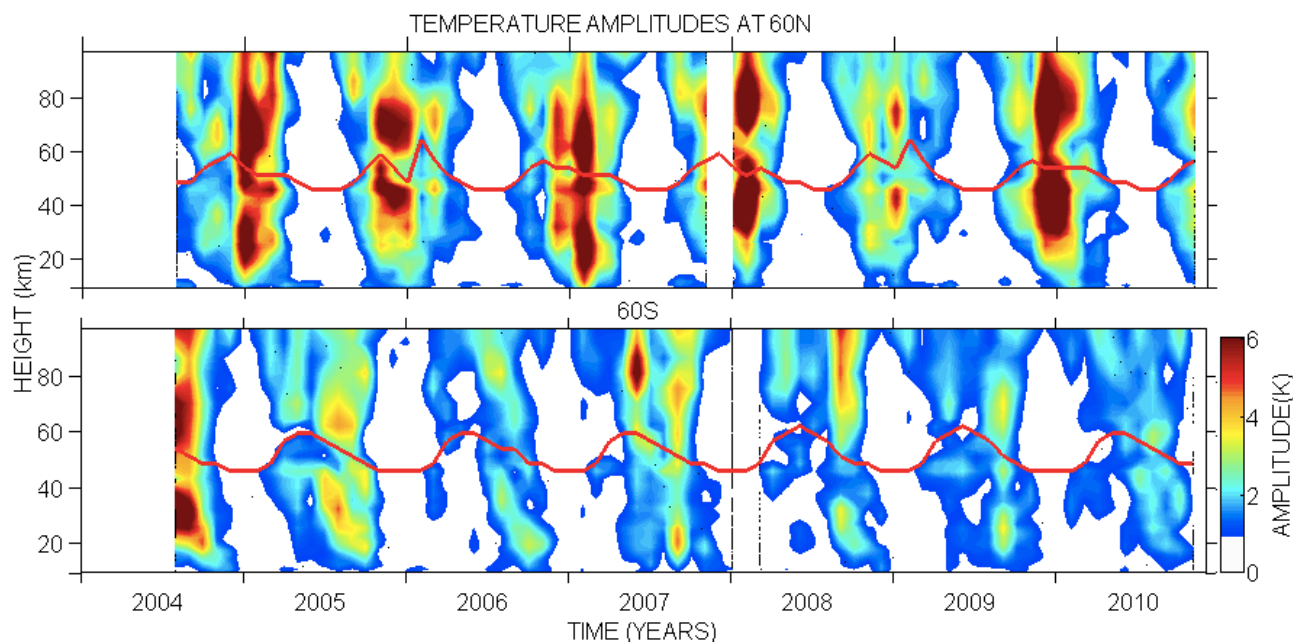 TEMPERATURE AMPLITUDES AT 60N
80
60
40
20
60S
80
60
40
20
HEIGHT (km)
6
4
2
0
AMPLITUDE(K)
2004 2005 2006 2007 2008 2009 2010
TIME (YEARS)